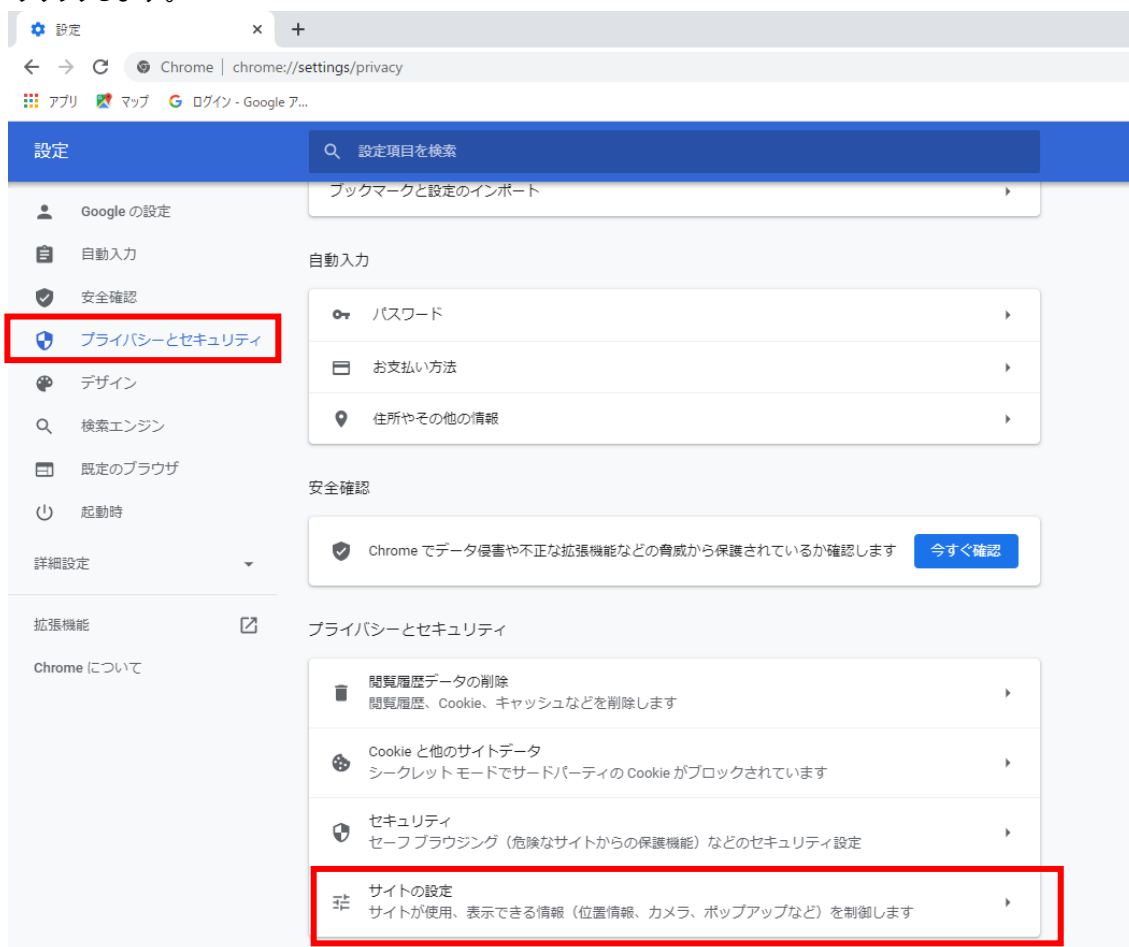 クリックします。
設定
Chrome | chrome://settings/privacy
アプリ マップ ログイン - Google ア...
設定
設定項目を検索
Google の設定
自動入力
安全確認
プライバシーとセキュリティ
デザイン
検索エンジン
既定のブラウザ
起動時
詳細設定
拡張機能
Chrome について
ブックマークと設定のインポート
自動入力
パスワード
お支払い方法
住所やその他の情報
安全確認
Chrome でデータ侵害や不正な拡張機能などの脅威から保護されているか確認します 今すぐ確認
プライバシーとセキュリティ
閲覧履歴データの削除
閲覧履歴、Cookie、キャッシュなどを削除します
Cookie と他のサイトデータ
シークレット モードでサードパーティの Cookie がブロックされています
セキュリティ
セーフ ブラウジング（危険なサイトからの保護機能）などのセキュリティ設定
サイトの設定
サイトが使用、表示できる情報（位置情報、カメラ、ポップアップなど）を制御します